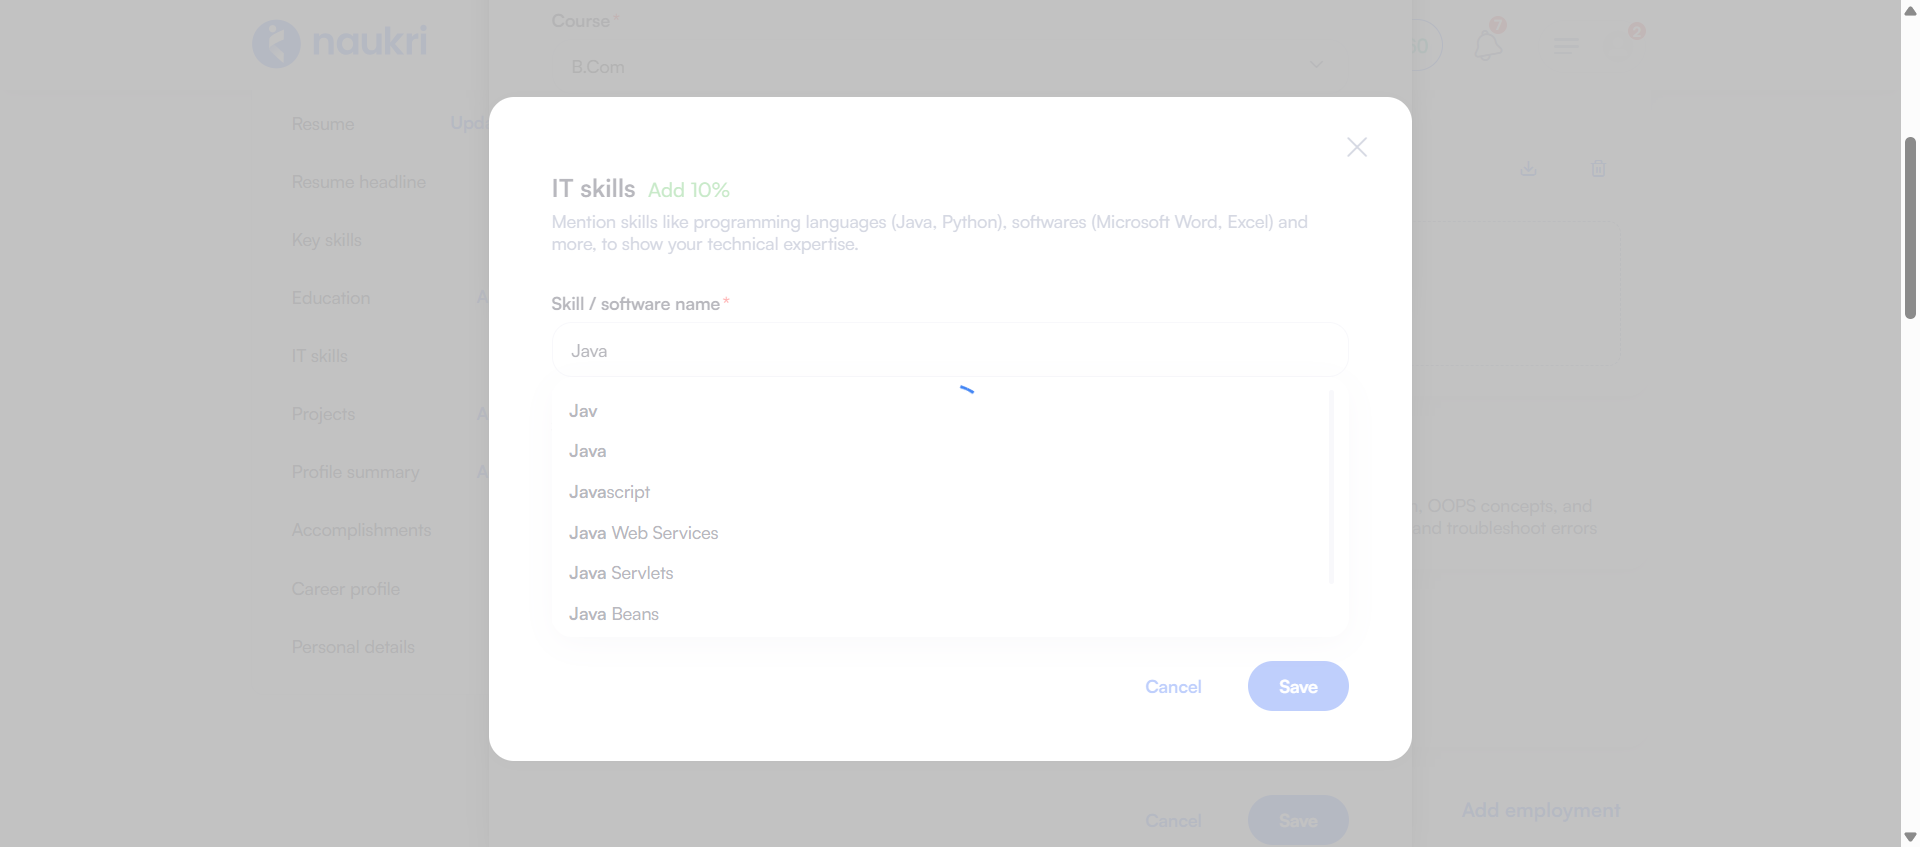 Course *
B.Com
naukri
7
2
Resume
Resume headline
Key skills
Education
IT skills
Projects
Profile summary
Accomplishments
Career profile
Personal details
IT skills Add 10%
Mention skills like programming languages (Java, Python), softwares (Microsoft Word, Excel) and
more, to show your technical expertise.
Skill / software name *
Java
Jav
Java
Javascript
Java Web Services
Java Servlets
Java Beans
Cancel
Save
OOPS concepts, and
and troubleshoot errors
Add employment
Cancel
Save